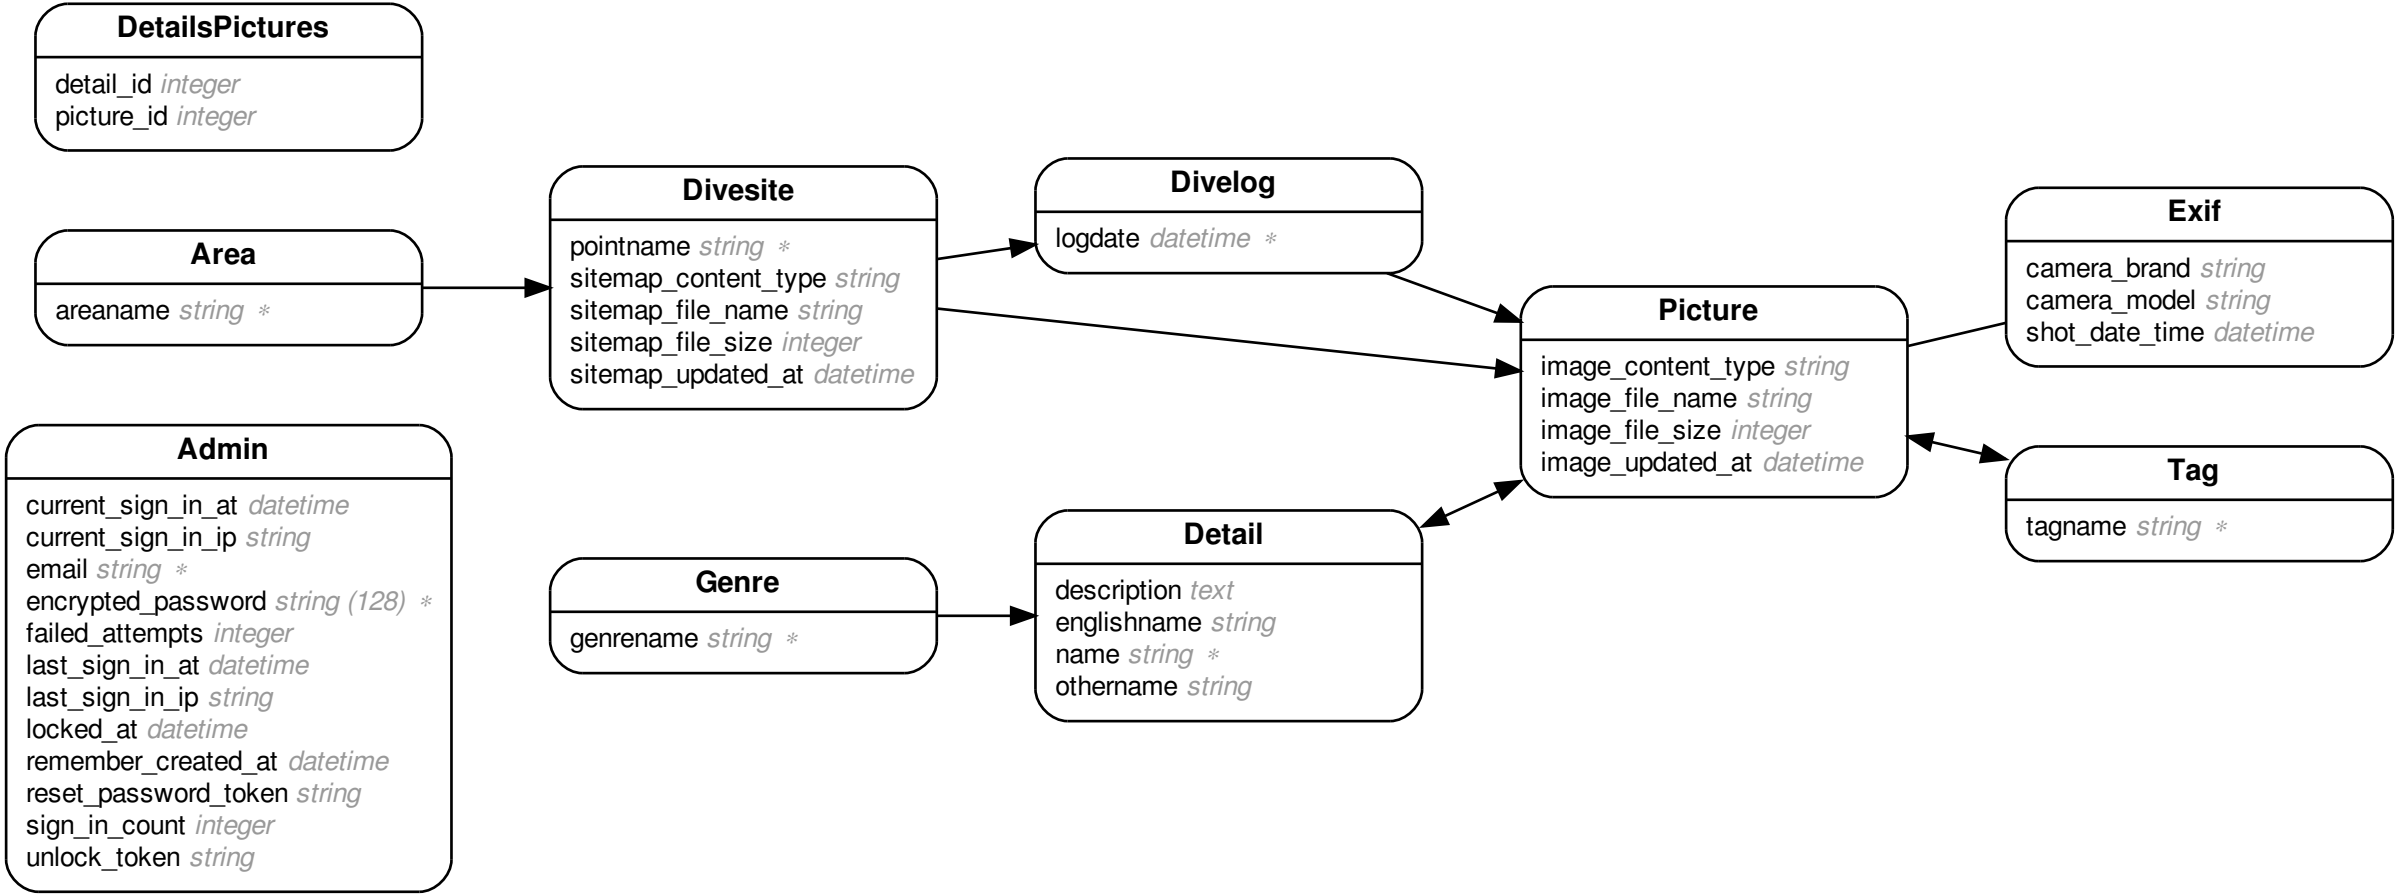 DetailsPictures
detail_id integer
picture_id integer
Area
areaname string *
Admin
current_sign_in_at datetime
current_sign_in_ip string
email string *
encrypted_password string (128) *
failed_attempts integer
last_sign_in_at datetime
last_sign_in_ip string
locked_at datetime
remember_created_at datetime
reset_password_token string
sign_in_count integer
unlock_token string
Divesite
pointname string *
sitemap_content_type string
sitemap_file_name string
sitemap_file_size integer
sitemap_updated_at datetime
Genre
genrename string *
Divelog
logdate datetime *
Detail
description text
englishname string
name string *
othername string
Picture
image_content_type string
image_file_name string
image_file_size integer
image_updated_at datetime
Exif
camera_brand string
camera_model string
shot_date_time datetime
Tag
tagname string *